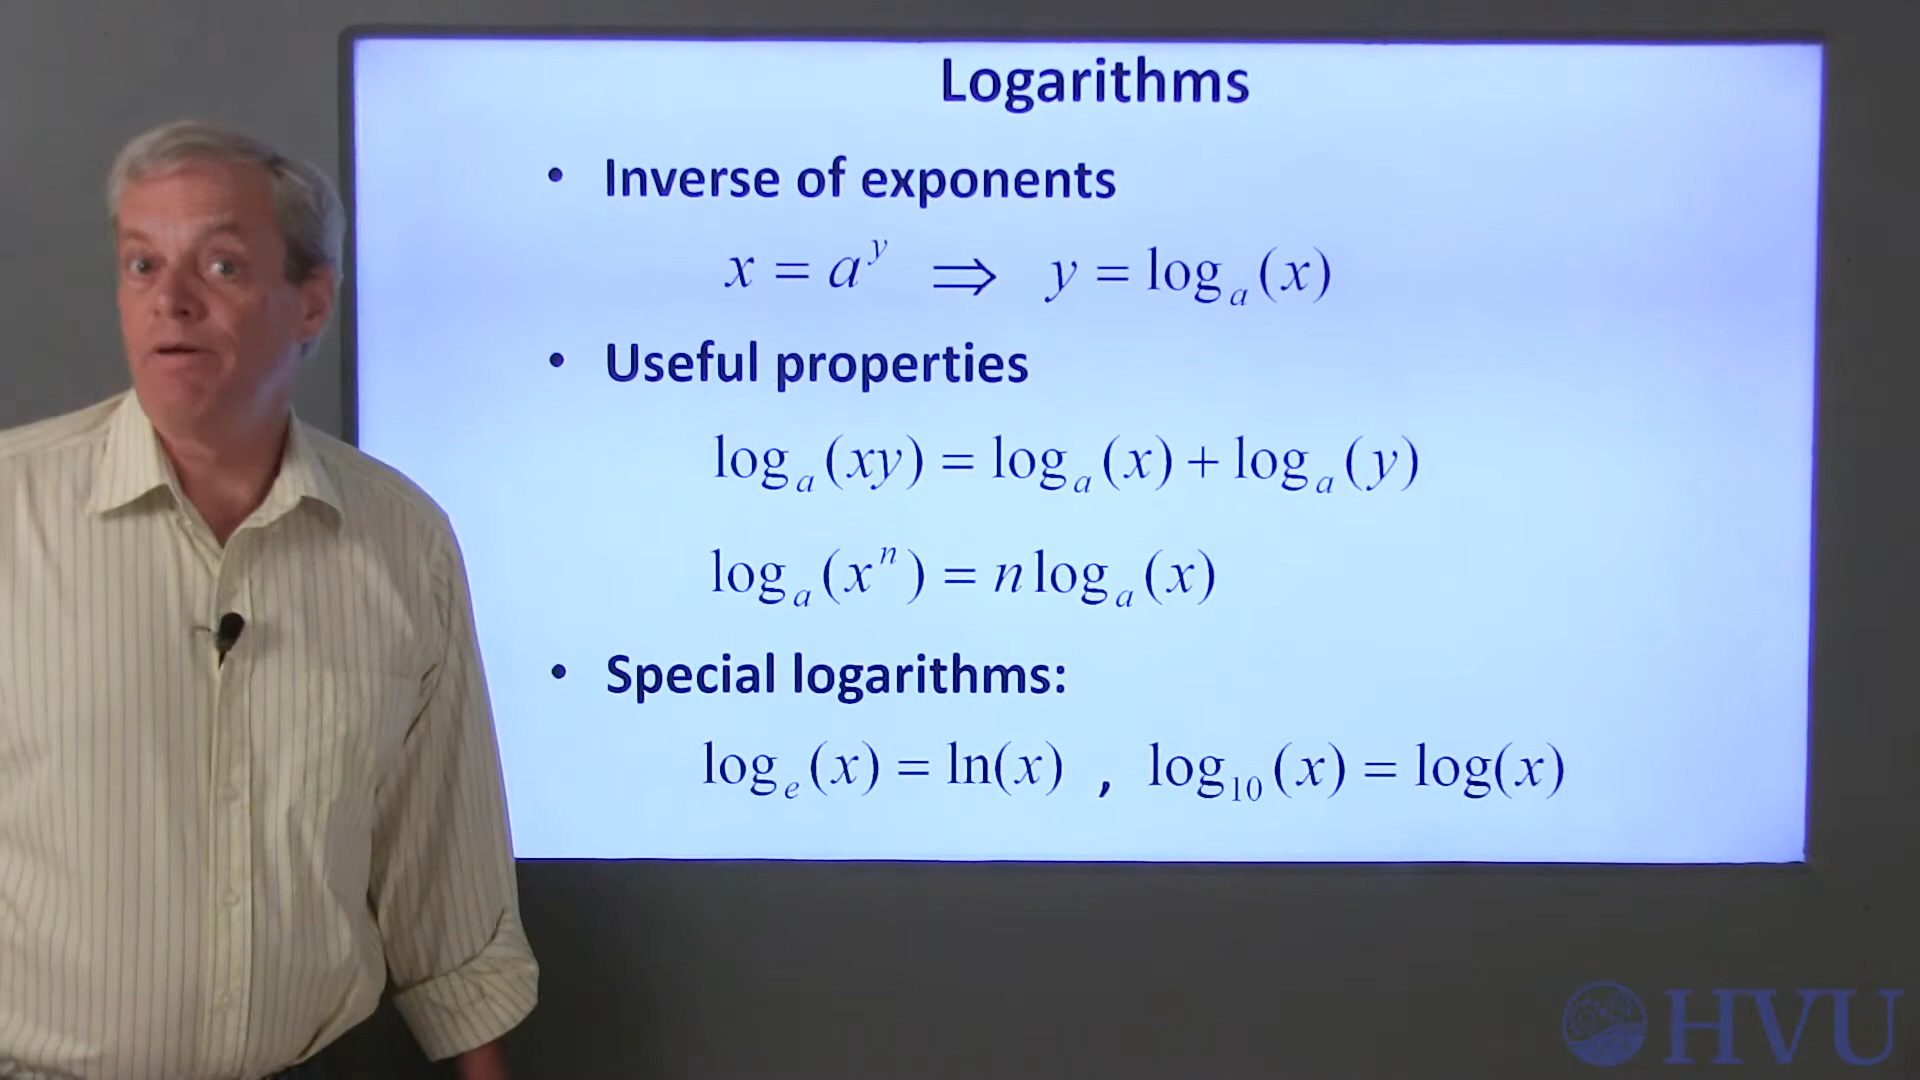 Logarithms
• Inverse of exponents
x = a^y ⇒ y = log_a(x)
• Useful properties
log_a(xy) = log_a(x) + log_a(y)
log_a(x^n) = n log_a(x)
• Special logarithms:
log_e(x) = ln(x) , log_10(x) = log(x)
HVU